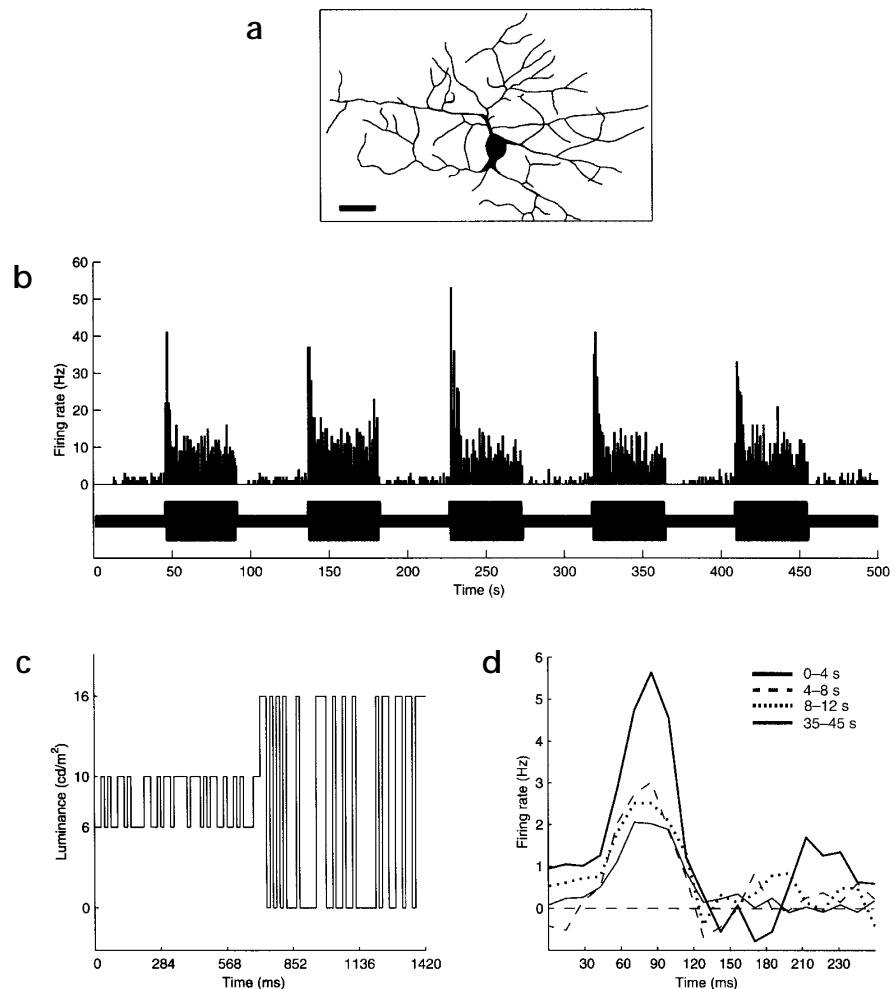 a
b
60
50
40
30
20
10
0
Firing rate (Hz)
0 50 100 150 200 250 300 350 400 450 500
Time (s)
c
16
10
6
0
Luminance (cd/m²)
0 284 568 852 1136 1420
Time (ms)
d
6
5
4
3
2
1
0
Firing rate (Hz)
0–4 s
4–8 s
8–12 s
35–45 s
30 60 90 120 150 180 210 230
Time (ms)